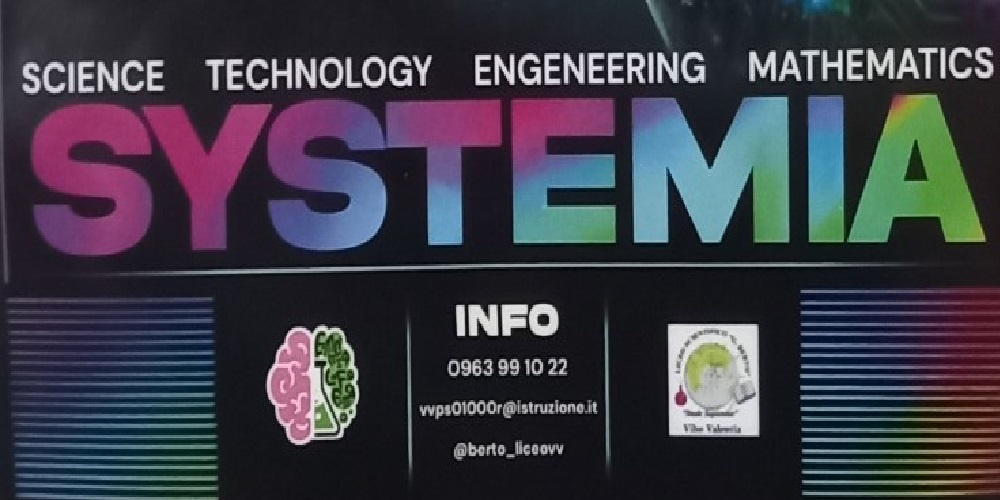 SCIENCE TECHNOLOGY ENGENEERING MATHEMATICS
SYSTEMIA
INFO
0963 99 10 22
vvps01000r@istruzione.it
@berto_liceovv
Vibo Valentia